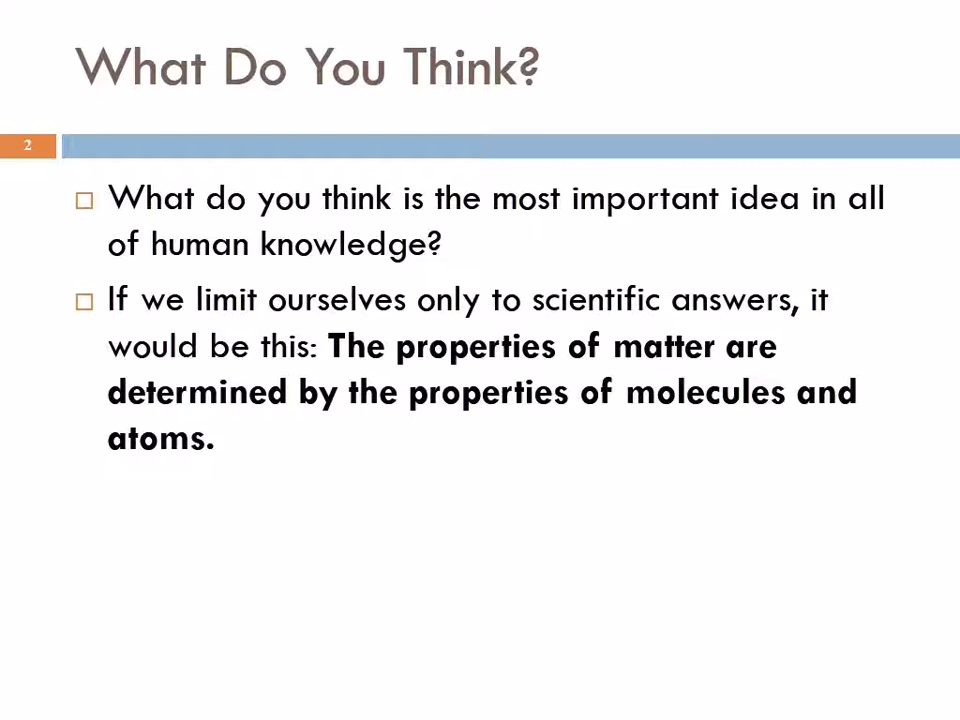 What Do You Think?
2
What do you think is the most important idea in all
of human knowledge?
If we limit ourselves only to scientific answers, it
would be this: The properties of matter are
determined by the properties of molecules and
atoms.